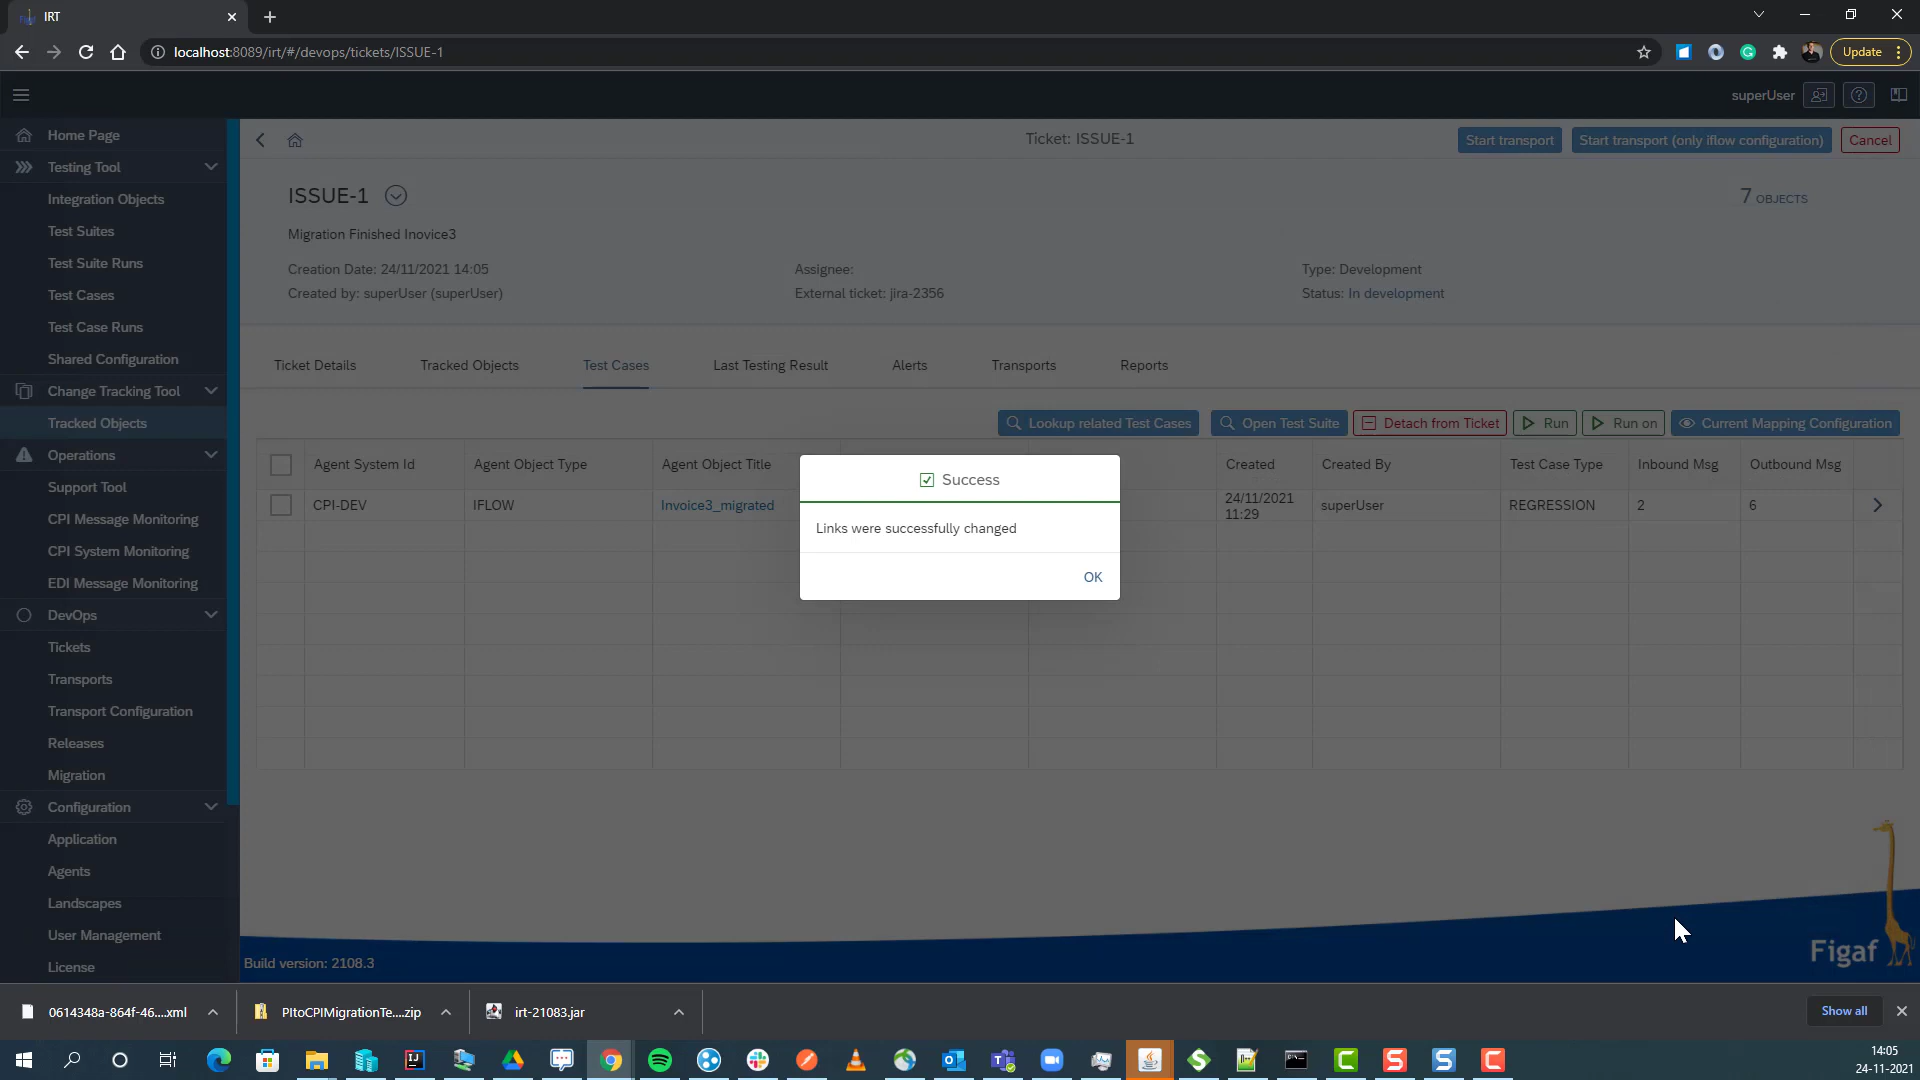 IRT
localhost:8089/irt/#/devops/tickets/ISSUE-1
Update
superUser
Home Page
Testing Tool
Integration Objects
Test Suites
Test Suite Runs
Test Cases
Test Case Runs
Shared Configuration
Change Tracking Tool
Tracked Objects
Operations
Support Tool
CPI Message Monitoring
CPI System Monitoring
EDI Message Monitoring
DevOps
Tickets
Transports
Transport Configuration
Releases
Migration
Configuration
Application
Agents
Landscapes
User Management
License
Ticket: ISSUE-1
Start transport
Start transport (only iflow configuration)
Cancel
ISSUE-1
7 OBJECTS
Migration Finished Inovice3
Creation Date: 24/11/2021 14:05
Assignee:
Type: Development
Created by: superUser (superUser)
External ticket: jira-2356
Status: In development
Ticket Details
Tracked Objects
Test Cases
Last Testing Result
Alerts
Transports
Reports
Lookup related Test Cases
Open Test Suite
Detach from Ticket
Run
Run on
Current Mapping Configuration
Agent System Id
Agent Object Type
Agent Object Title
Created
Created By
Test Case Type
Inbound Msg
Outbound Msg
CPI-DEV
IFLOW
Invoice3_migrated
24/11/2021
11:29
superUser
REGRESSION
2
6
Success
Links were successfully changed
OK
Build version: 2108.3
Figaf
0614348a-864f-46....xml
PItoCPIMigrationTe....zip
irt-21083.jar
Show all
14:05
24-11-2021